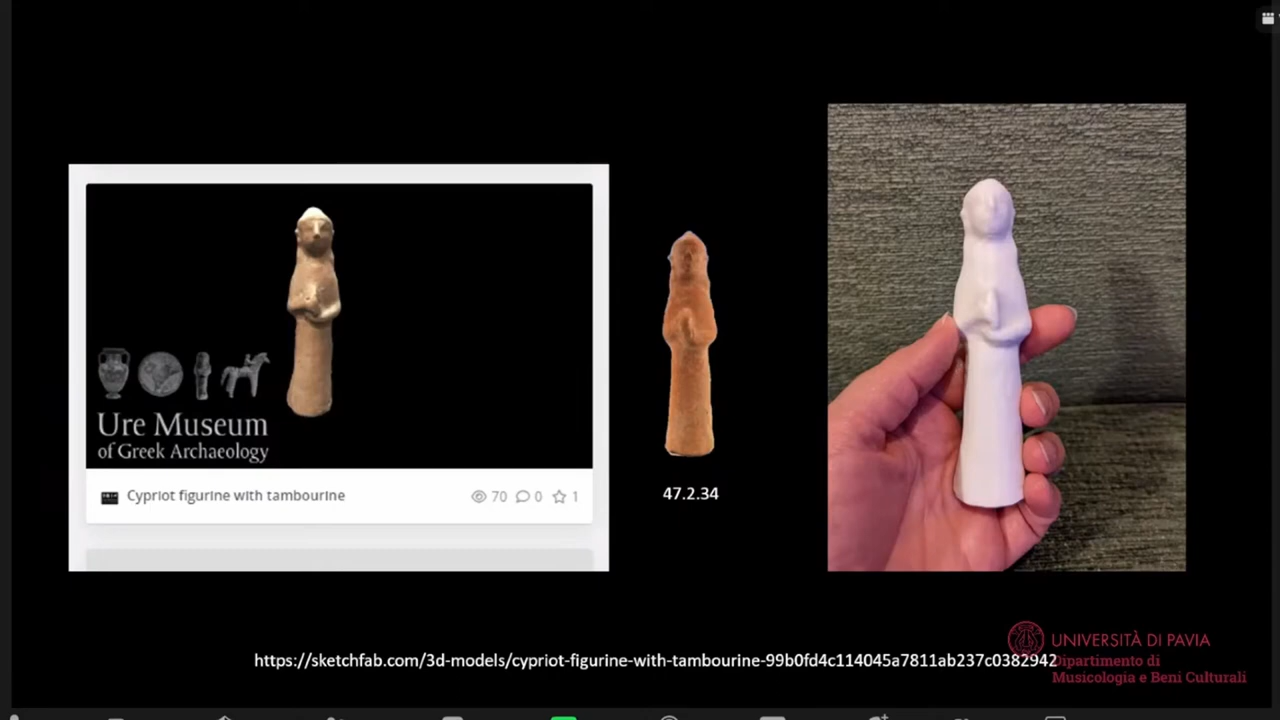 Ure Museum
of Greek Archaeology
Cypriot figurine with tambourine
70 0 1
47.2.34
https://sketchfab.com/3d-models/cypriot-figurine-with-tambourine-99b0fd4c114045a7811ab237c0382942
UNIVERSITÀ DI PAVIA
Dipartimento di
Musicologia e Beni Culturali